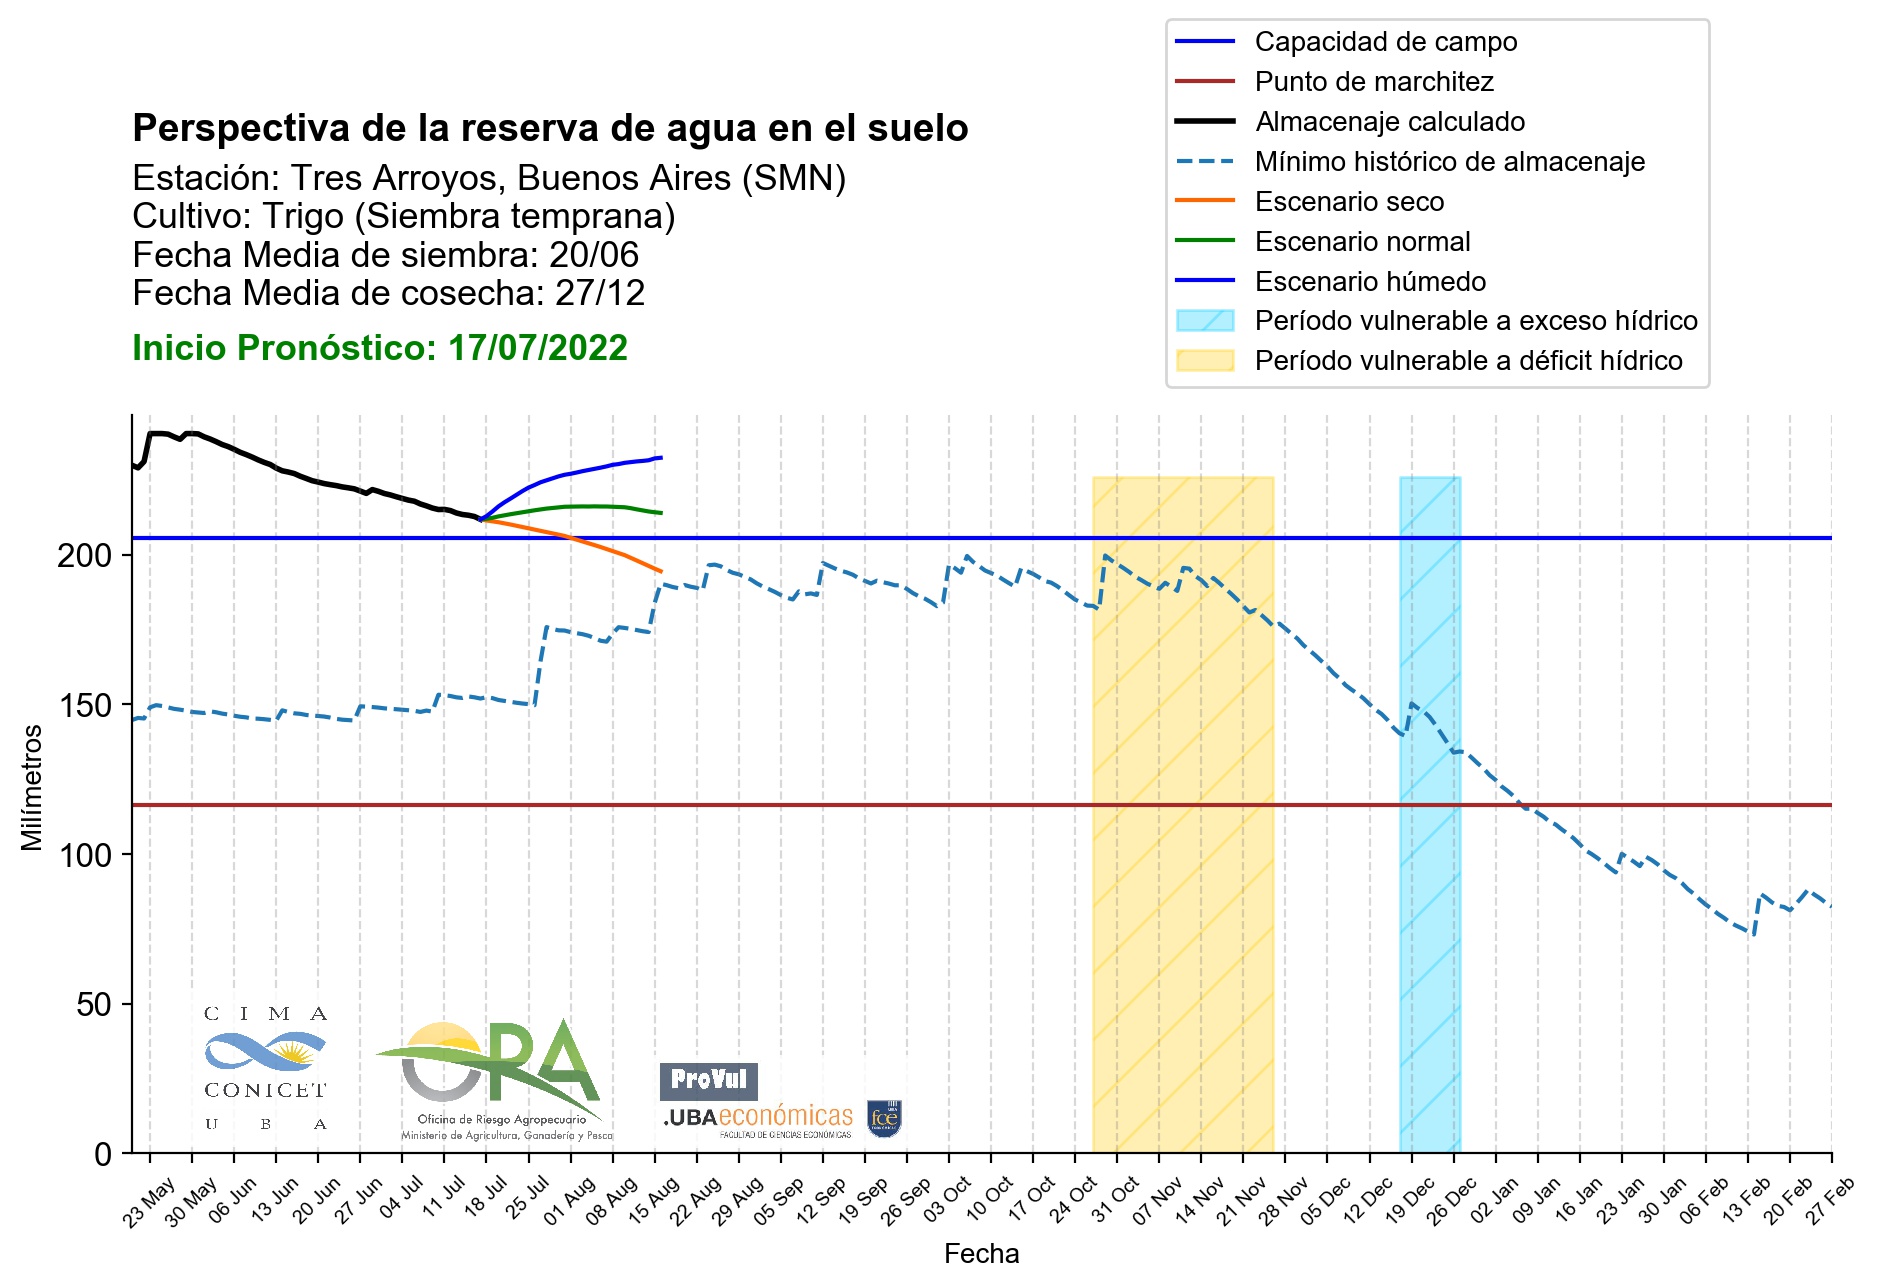 Capacidad de campo
Punto de marchitez
Almacenaje calculado
Mínimo histórico de almacenaje
Escenario seco
Escenario normal
Escenario húmedo
Período vulnerable a exceso hídrico
Período vulnerable a déficit hídrico
Perspectiva de la reserva de agua en el suelo
Estación: Tres Arroyos, Buenos Aires (SMN)
Cultivo: Trigo (Siembra temprana)
Fecha Media de siembra: 20/06
Fecha Media de cosecha: 27/12
Inicio Pronóstico: 17/07/2022
Milímetros
200
150
100
50
0
CIMA
CONICET
UBA
ORA
Oficina de Riesgo Agropecuario
Ministerio de Agricultura, Ganadería y Pesca
ProVul
.UBAeconómicas
FACULTAD DE CIENCIAS ECONÓMICAS
fce
23 May
30 May
06 Jun
13 Jun
20 Jun
27 Jun
04 Jul
11 Jul
18 Jul
25 Jul
01 Aug
08 Aug
15 Aug
22 Aug
29 Aug
05 Sep
12 Sep
19 Sep
26 Sep
03 Oct
10 Oct
17 Oct
24 Oct
31 Oct
07 Nov
14 Nov
21 Nov
28 Nov
05 Dec
12 Dec
19 Dec
26 Dec
02 Jan
09 Jan
16 Jan
23 Jan
30 Jan
06 Feb
13 Feb
20 Feb
27 Feb
Fecha